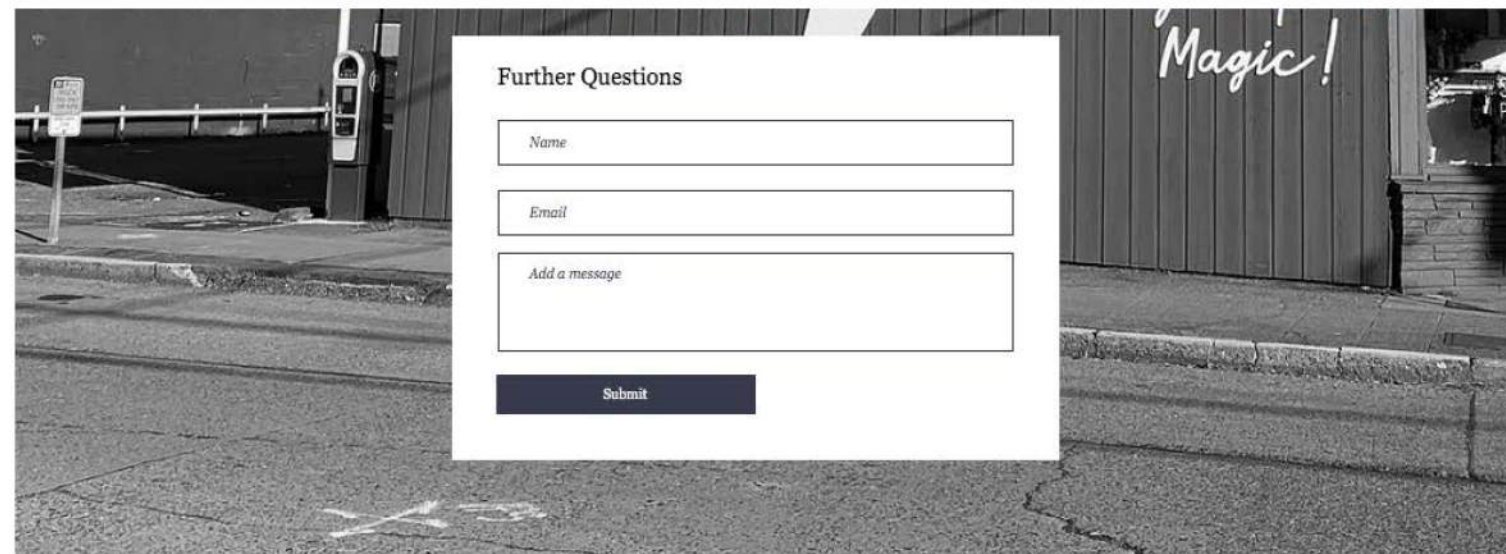 Magic!
Further Questions
Name
Email
Add a message
Submit